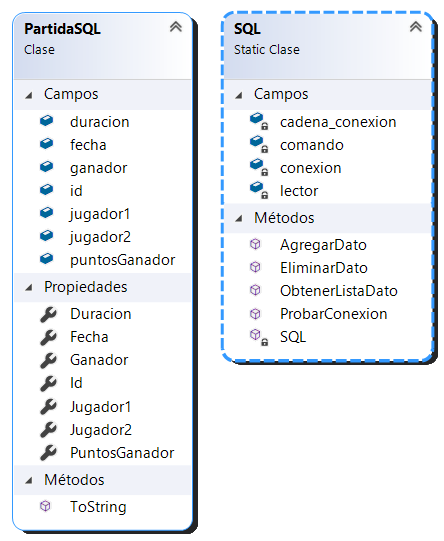 PartidaSQL
Clase
Campos
duracion
fecha
ganador
id
jugador1
jugador2
puntosGanador
Propiedades
Duracion
Fecha
Ganador
Id
Jugador1
Jugador2
PuntosGanador
Métodos
ToString
SQL
Static Clase
Campos
cadena_conexion
comando
conexion
lector
Métodos
AgregarDato
EliminarDato
ObtenerListaDato
ProbarConexion
SQL